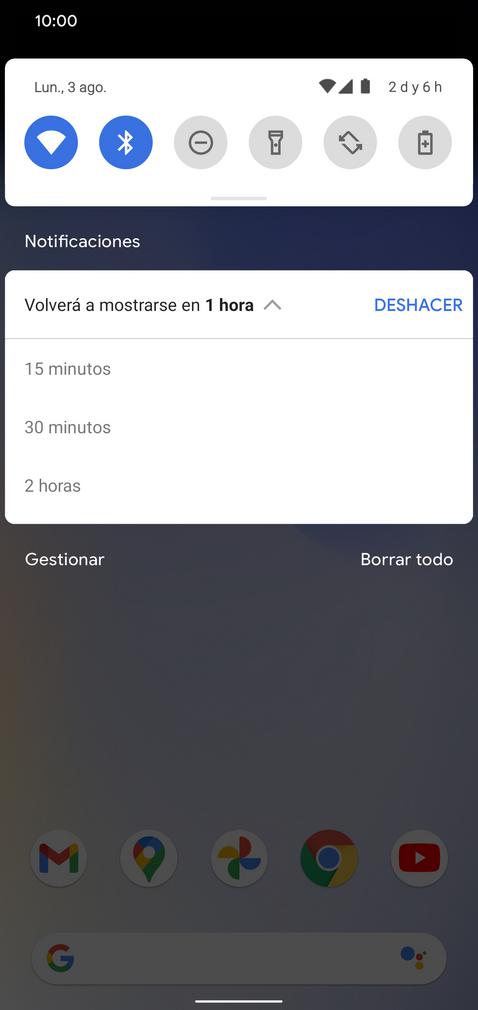 10:00
Lun., 3 ago.
2 d y 6 h
Notificaciones
Volverá a mostrarse en 1 hora
DESHACER
15 minutos
30 minutos
2 horas
Gestionar
Borrar todo